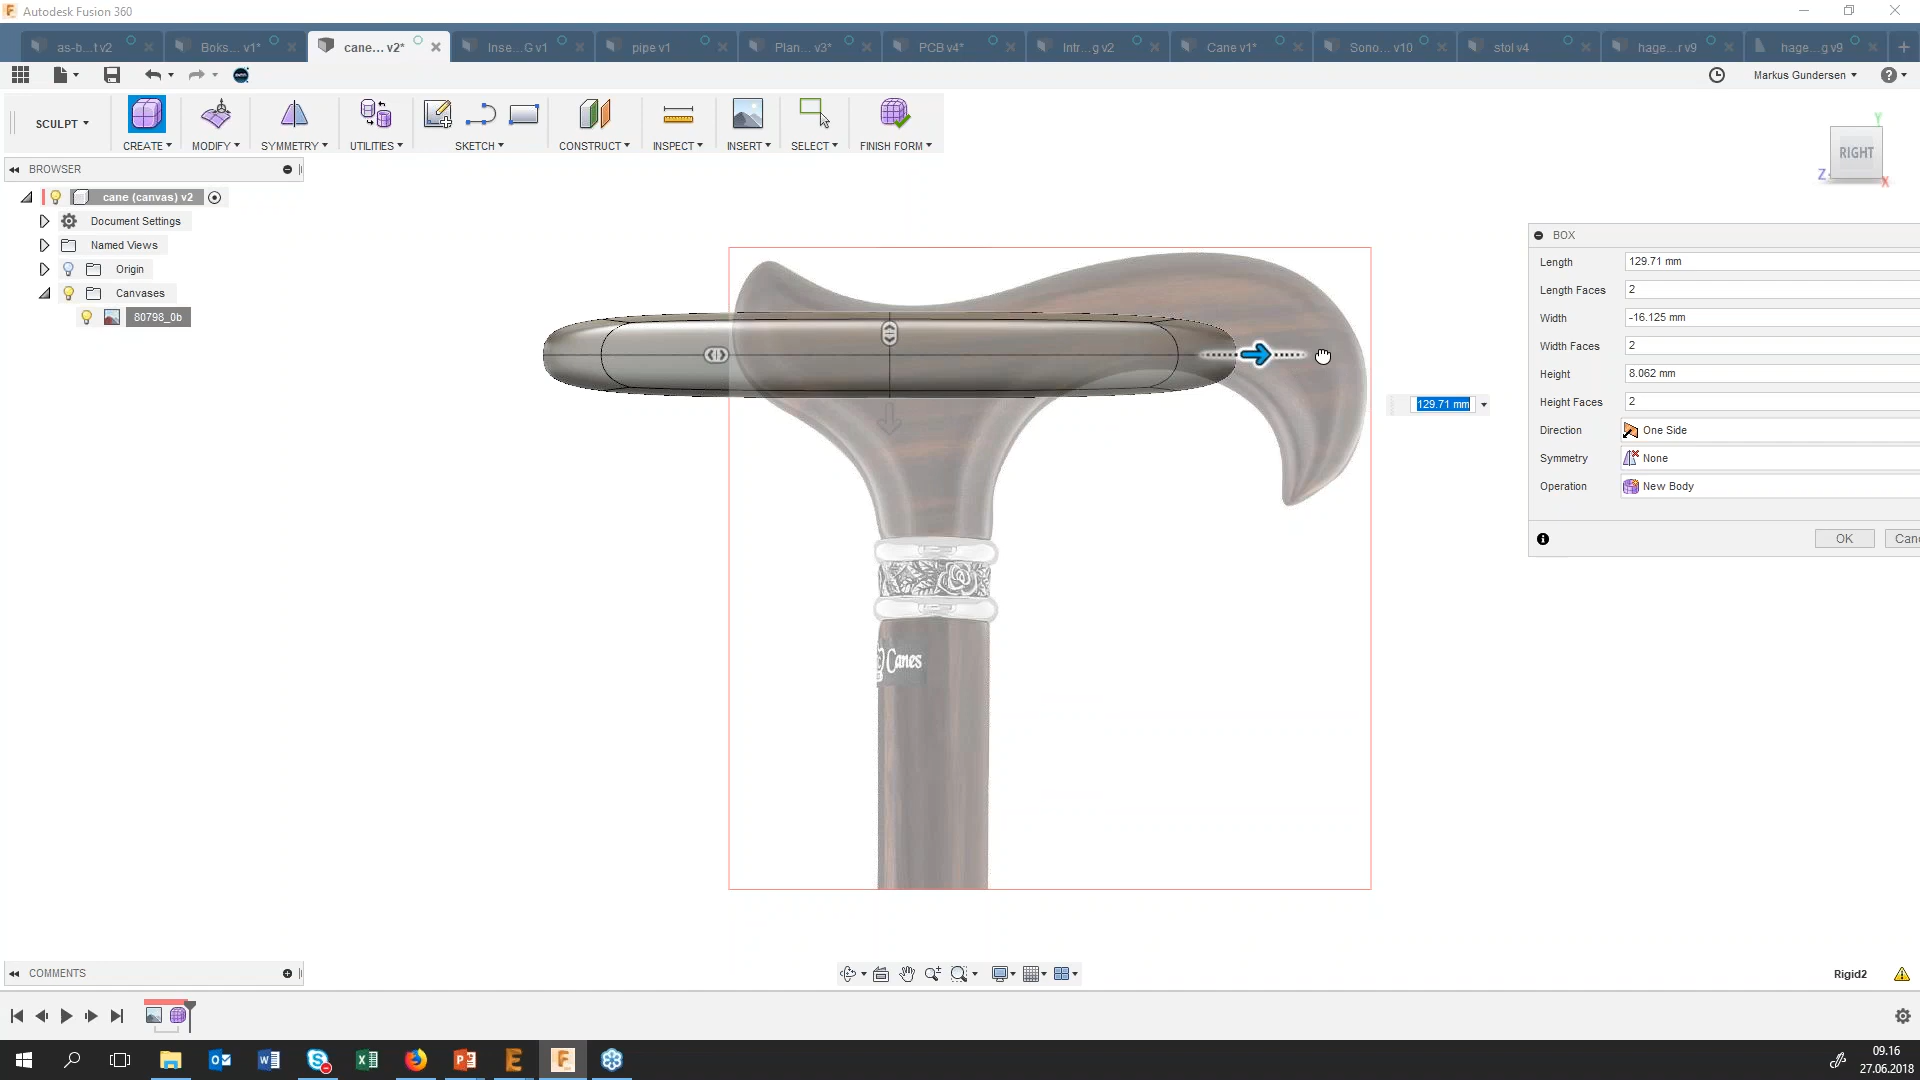 Autodesk Fusion 360
as-b...t v2
Boks... v1*
cane... v2*
Inse...G v1
pipe v1
Plan... v3*
PCB v4*
Intr...g v2
Cane v1*
Sono... v10
stol v4
hage...r v9
hage...g v9
Markus Gundersen
SCULPT
CREATE
MODIFY
SYMMETRY
UTILITIES
SKETCH
CONSTRUCT
INSPECT
INSERT
SELECT
FINISH FORM
Y
RIGHT
Z
X
BROWSER
cane (canvas) v2
Document Settings
Named Views
Origin
Canvases
80798_0b
BOX
Length 129.71 mm
Length Faces 2
Width -16.125 mm
Width Faces 2
Height 8.062 mm
Height Faces 2
Direction One Side
Symmetry None
Operation New Body
OK Canc
129.71 mm
Canes
COMMENTS
Rigid2
09.16
27.06.2018